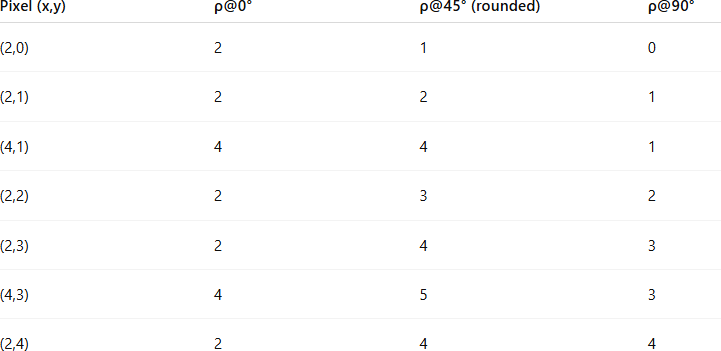 Pixel (x,y) ρ@0° ρ@45° (rounded) ρ@90°
(2,0) 2 1 0
(2,1) 2 2 1
(4,1) 4 4 1
(2,2) 2 3 2
(2,3) 2 4 3
(4,3) 4 5 3
(2,4) 2 4 4